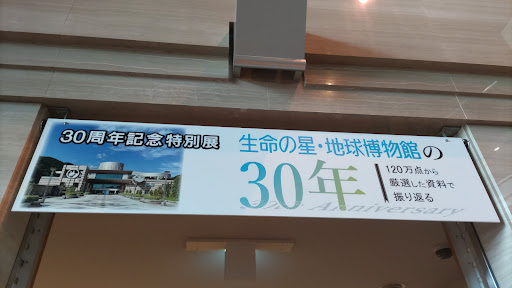 30周年記念特別展
生命の星・地球博物館の
30年
120万点から
厳選した資料で
振り返る
Anniversary